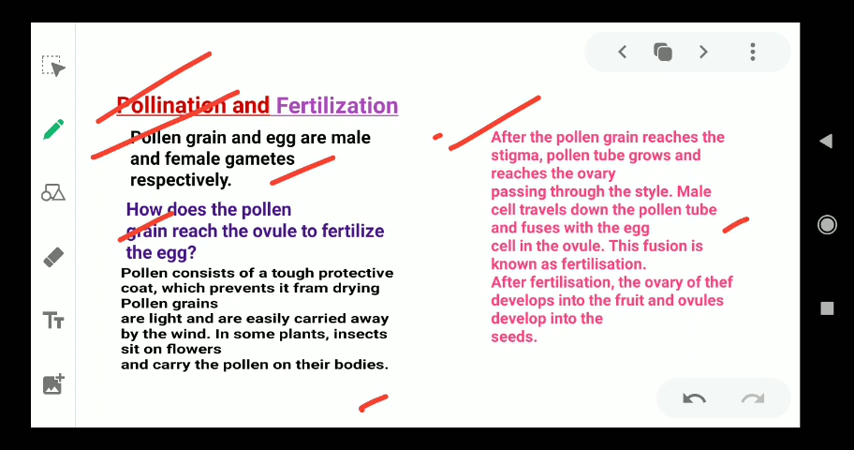 Pollination and Fertilization
Pollen grain and egg are male
and female gametes
respectively.
How does the pollen
grain reach the ovule to fertilize
the egg?
Pollen consists of a tough protective
coat, which prevents it fram drying
Pollen grains
are light and are easily carried away
by the wind. In some plants, insects
sit on flowers
and carry the pollen on their bodies.
After the pollen grain reaches the
stigma, pollen tube grows and
reaches the ovary
passing through the style. Male
cell travels down the pollen tube
and fuses with the egg
cell in the ovule. This fusion is
known as fertilisation.
After fertilisation, the ovary of thef
develops into the fruit and ovules
develop into the
seeds.
Tт